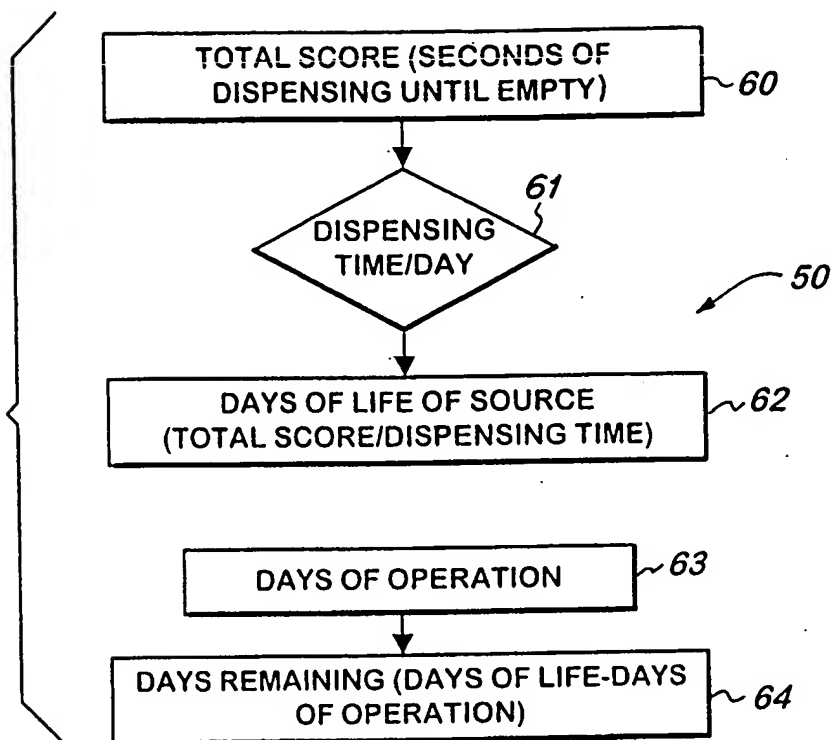 TOTAL SCORE (SECONDS OF
DISPENSING UNTIL EMPTY)
60
61
DISPENSING
TIME/DAY
50
DAYS OF LIFE OF SOURCE
(TOTAL SCORE/DISPENSING TIME)
62
DAYS OF OPERATION
63
DAYS REMAINING (DAYS OF LIFE-DAYS
OF OPERATION)
64